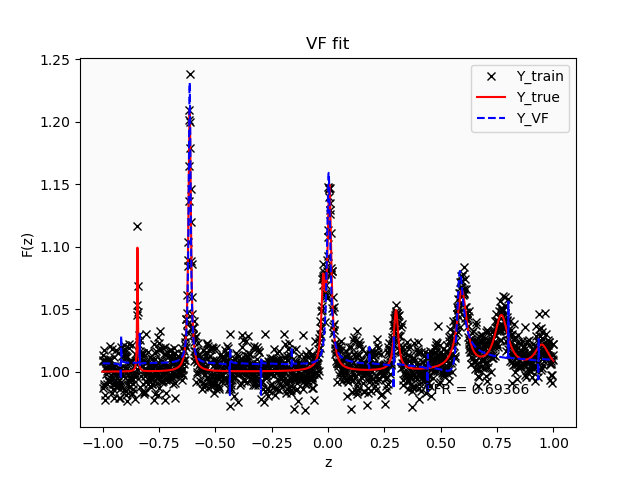 VF fit
1.25
1.20
1.15
1.10
1.05
1.00
F(z)
Y_train
Y_true
Y_VF
FR = 0.69366
−1.00 −0.75 −0.50 −0.25 0.00 0.25 0.50 0.75 1.00
z